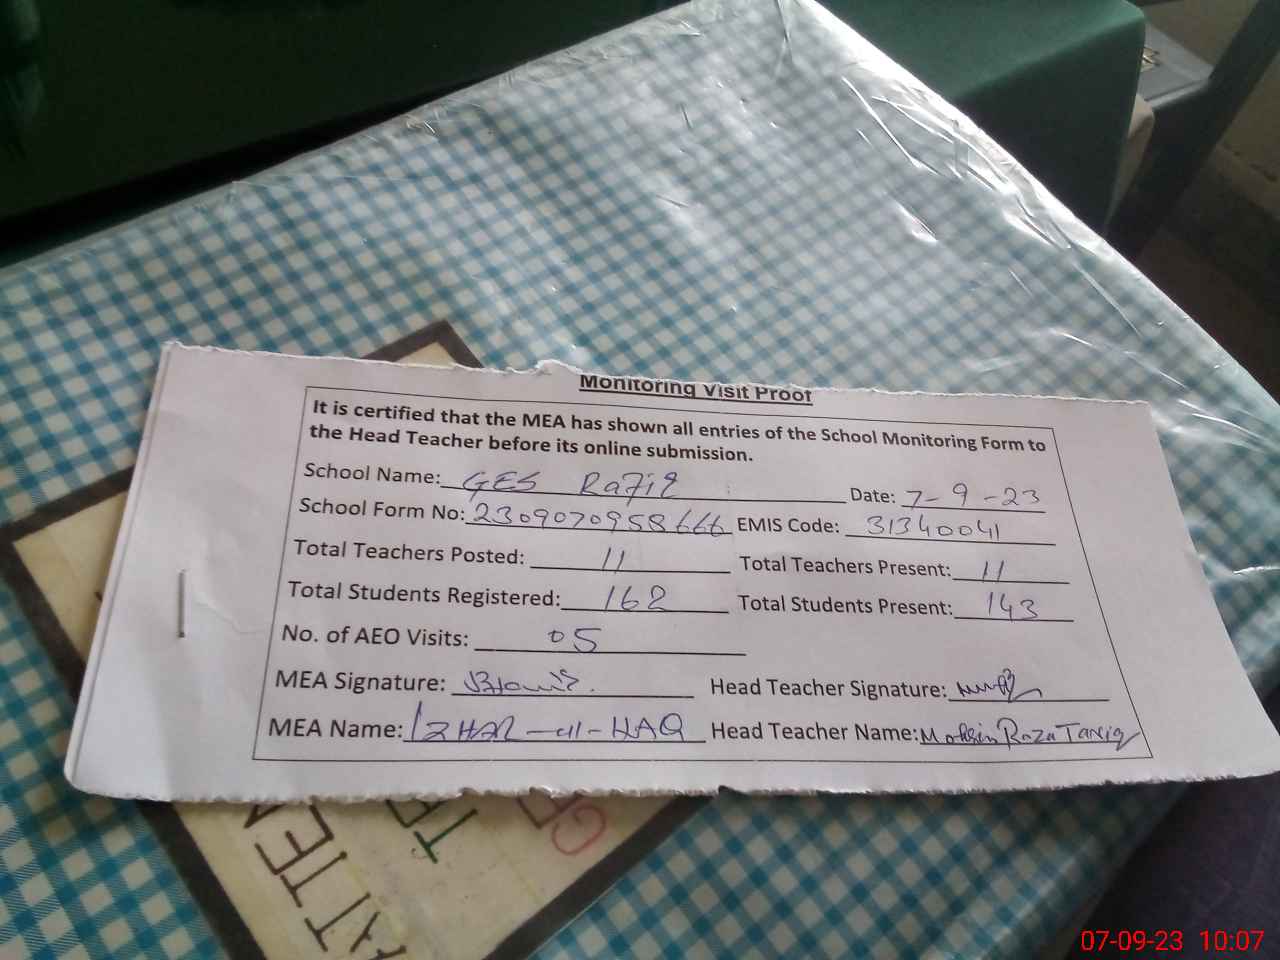 Monitoring Visit Proof
It is certified that the MEA has shown all entries of the School Monitoring Form to
the Head Teacher before its online submission.
School Name: GES Rafiq Date: 7-9-23
School Form No: 2309070958666 EMIS Code: 31340041
Total Teachers Posted: 11 Total Teachers Present: 11
Total Students Registered: 162 Total Students Present: 143
No. of AEO Visits: 05
MEA Signature: Head Teacher Signature:
MEA Name: IZHAR-ul-HAQ Head Teacher Name: Mohsin Raza Tariq
07-09-23 10:07